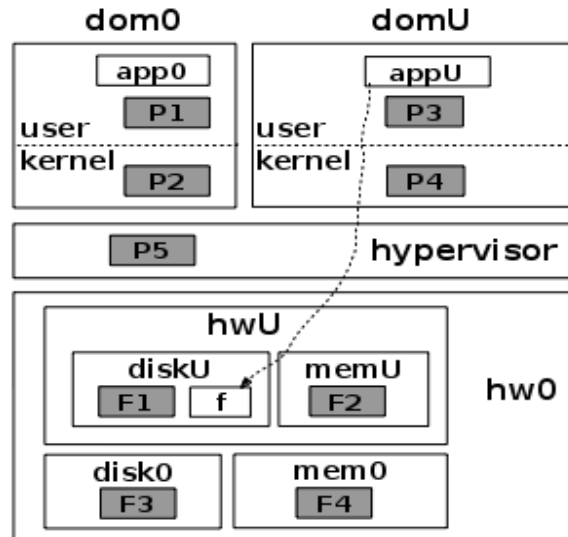 dom0 domU
app0 appU
P1 P3
user user
kernel kernel
P2 P4
P5 hypervisor
hwU
diskU memU hw0
F1 f F2
disk0 mem0
F3 F4